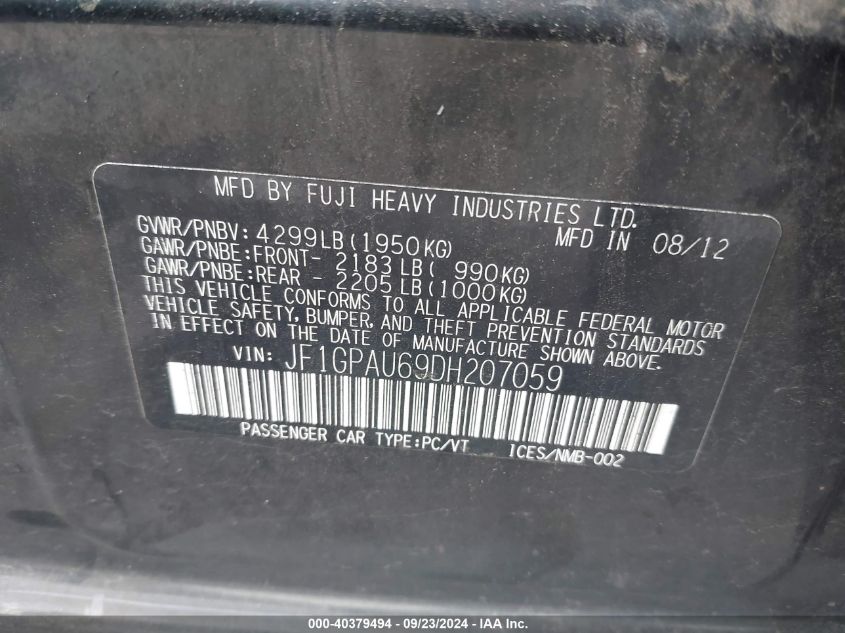 MFD BY FUJI HEAVY INDUSTRIES LTD.
GVWR/PNBV: 4299LB(1950KG) MFD IN 08/12
GAWR/PNBE:FRONT- 2183LB( 990KG)
GAWR/PNBE:REAR - 2205LB(1000KG)
THIS VEHICLE CONFORMS TO ALL APPLICABLE FEDERAL MOTOR
VEHICLE SAFETY, BUMPER, AND THEFT PREVENTION STANDARDS
IN EFFECT ON THE DATE OF MANUFACTURE SHOWN ABOVE.
VIN: JF1GPAU69DH207059
PASSENGER CAR TYPE:PC/VT ICES/NMB-002
000-40379494 - 09/23/2024 - IAA Inc.